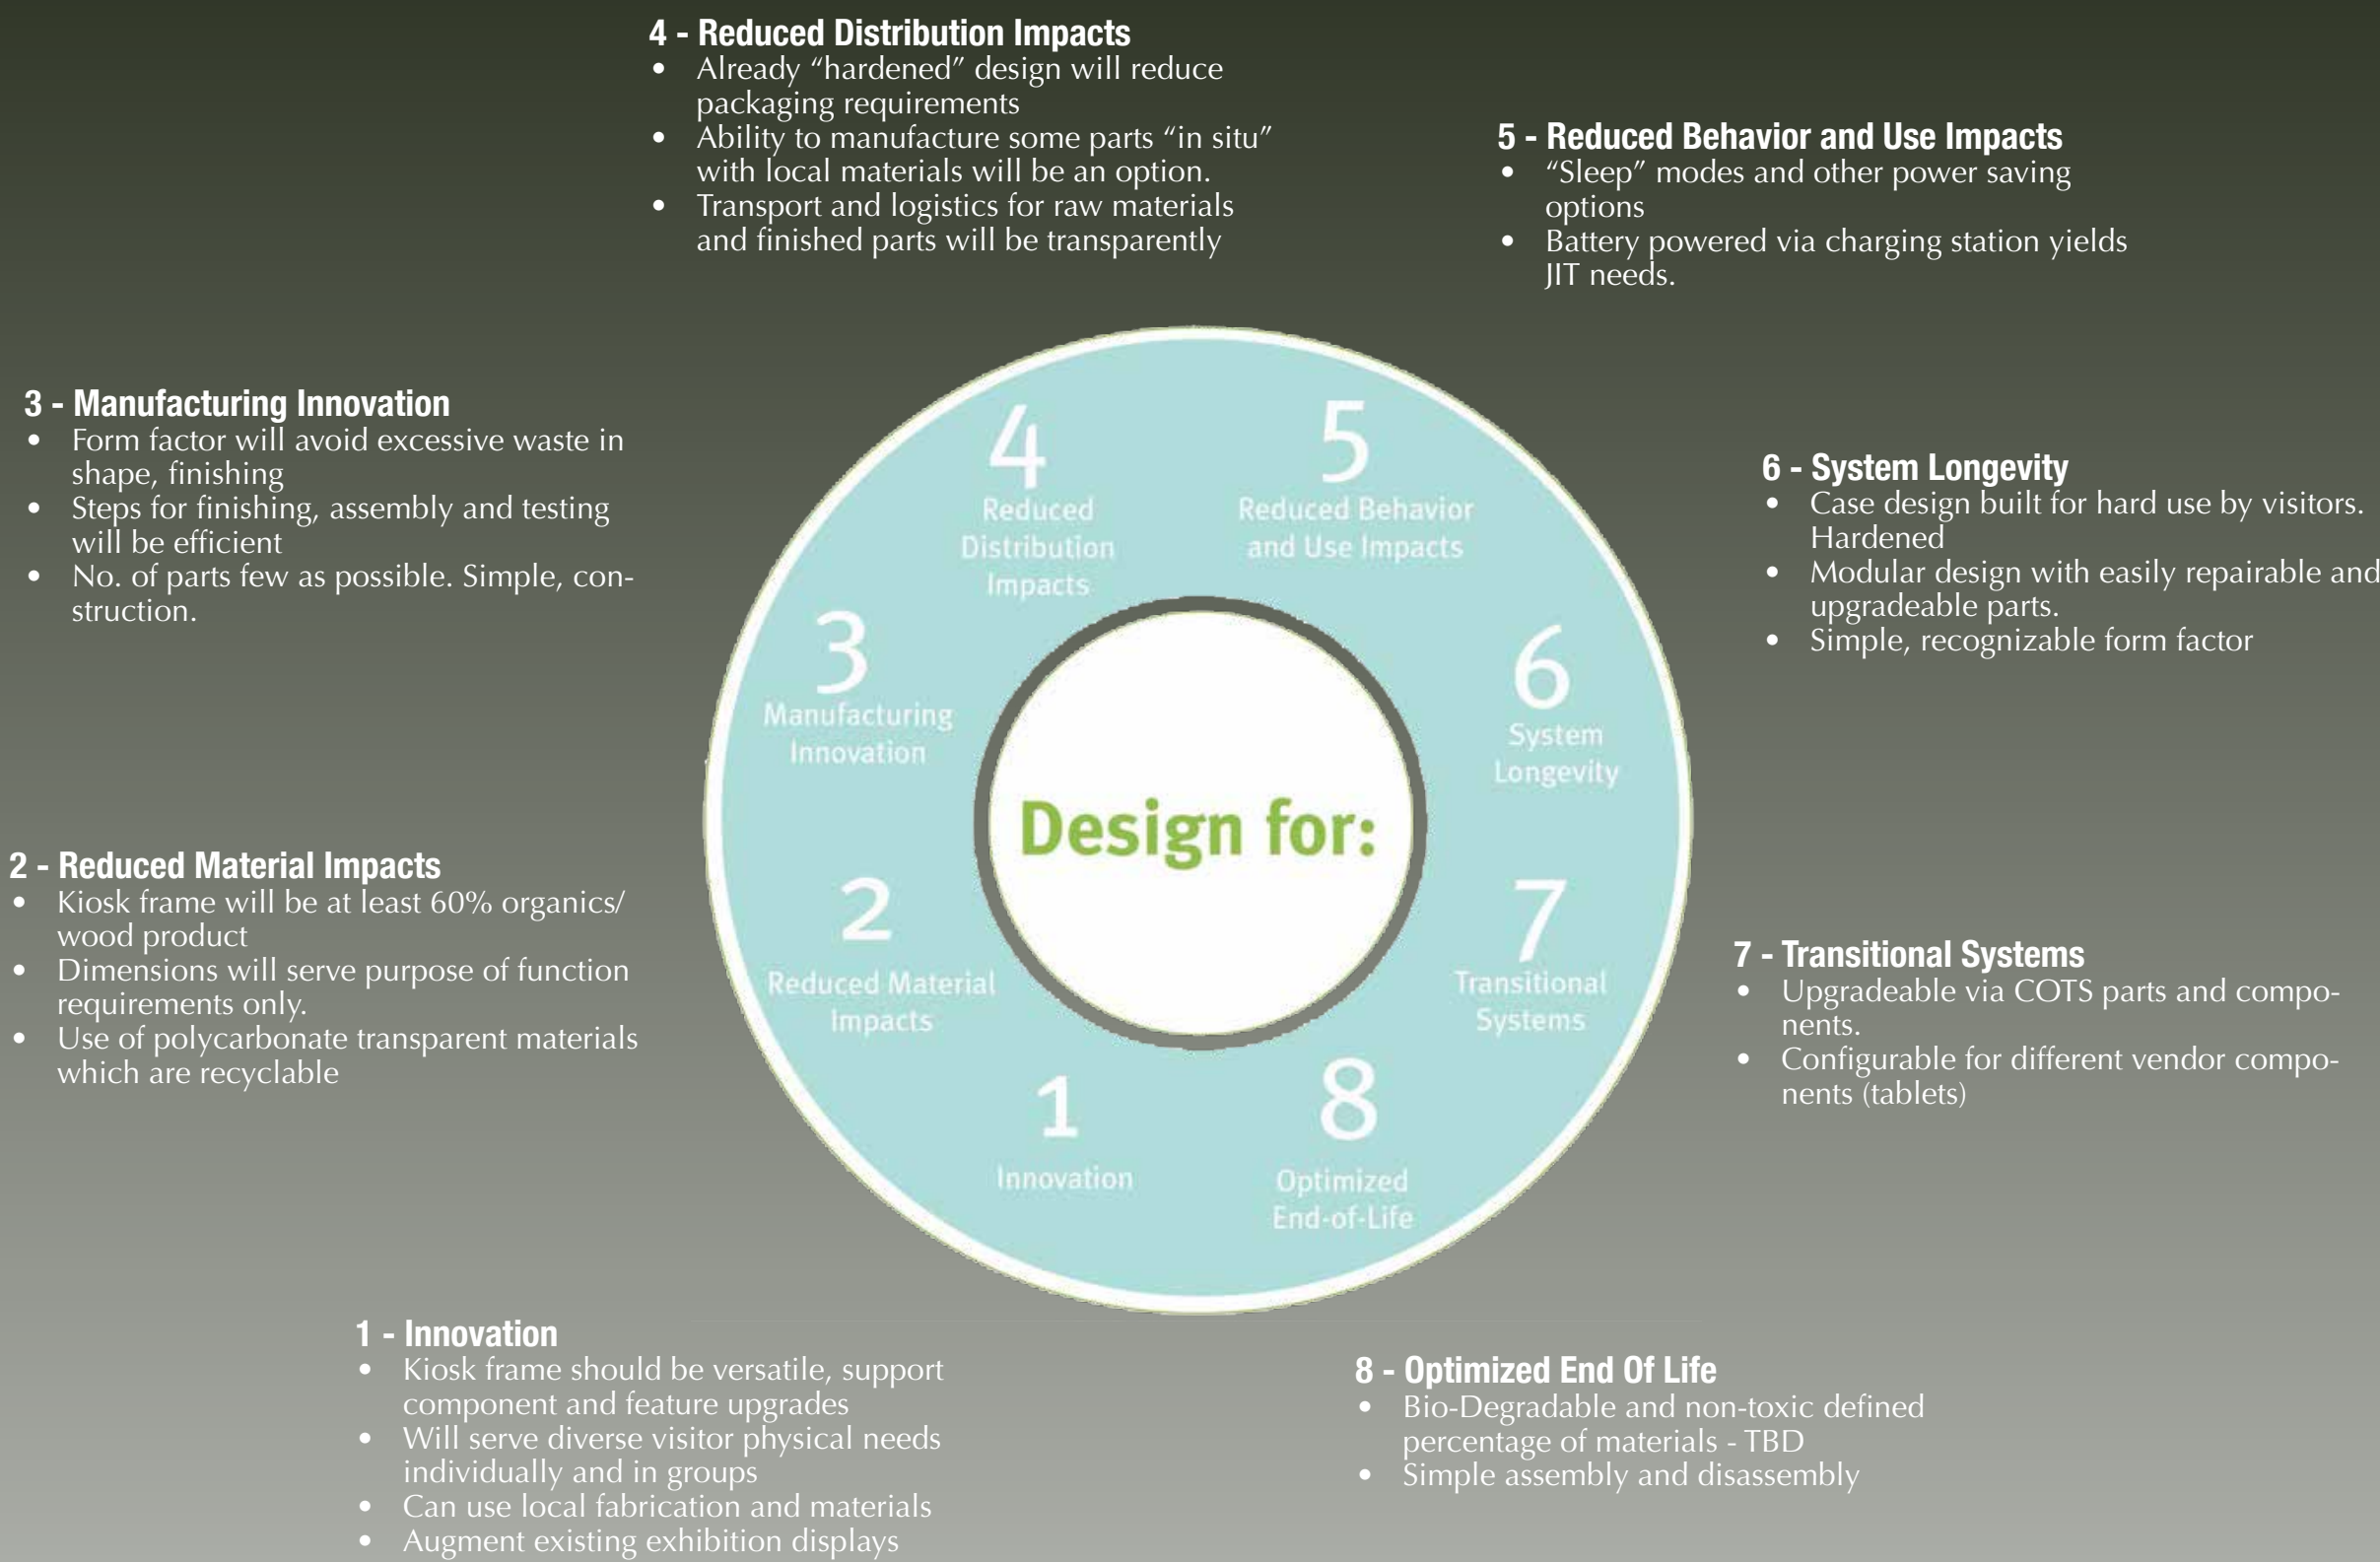 4 - Reduced Distribution Impacts
• Already “hardened” design will reduce
packaging requirements
• Ability to manufacture some parts “in situ”
with local materials will be an option.
• Transport and logistics for raw materials
and finished parts will be transparently
5 - Reduced Behavior and Use Impacts
• “Sleep” modes and other power saving
options
• Battery powered via charging station yields
JIT needs.
3 - Manufacturing Innovation
• Form factor will avoid excessive waste in
shape, finishing
• Steps for finishing, assembly and testing
will be efficient
• No. of parts few as possible. Simple, con-
struction.
6 - System Longevity
• Case design built for hard use by visitors.
Hardened
• Modular design with easily repairable and
upgradeable parts.
• Simple, recognizable form factor
4
Reduced
Distribution
Impacts
5
Reduced Behavior
and Use Impacts
3
Manufacturing
Innovation
6
System
Longevity
Design for:
2
Reduced Material
Impacts
7
Transitional
Systems
1
Innovation
8
Optimized
End-of-Life
2 - Reduced Material Impacts
• Kiosk frame will be at least 60% organics/
wood product
• Dimensions will serve purpose of function
requirements only.
• Use of polycarbonate transparent materials
which are recyclable
7 - Transitional Systems
• Upgradeable via COTS parts and compo-
nents.
• Configurable for different vendor compo-
nents (tablets)
1 - Innovation
• Kiosk frame should be versatile, support
component and feature upgrades
• Will serve diverse visitor physical needs
individually and in groups
• Can use local fabrication and materials
• Augment existing exhibition displays
8 - Optimized End Of Life
• Bio-Degradable and non-toxic defined
percentage of materials - TBD
• Simple assembly and disassembly